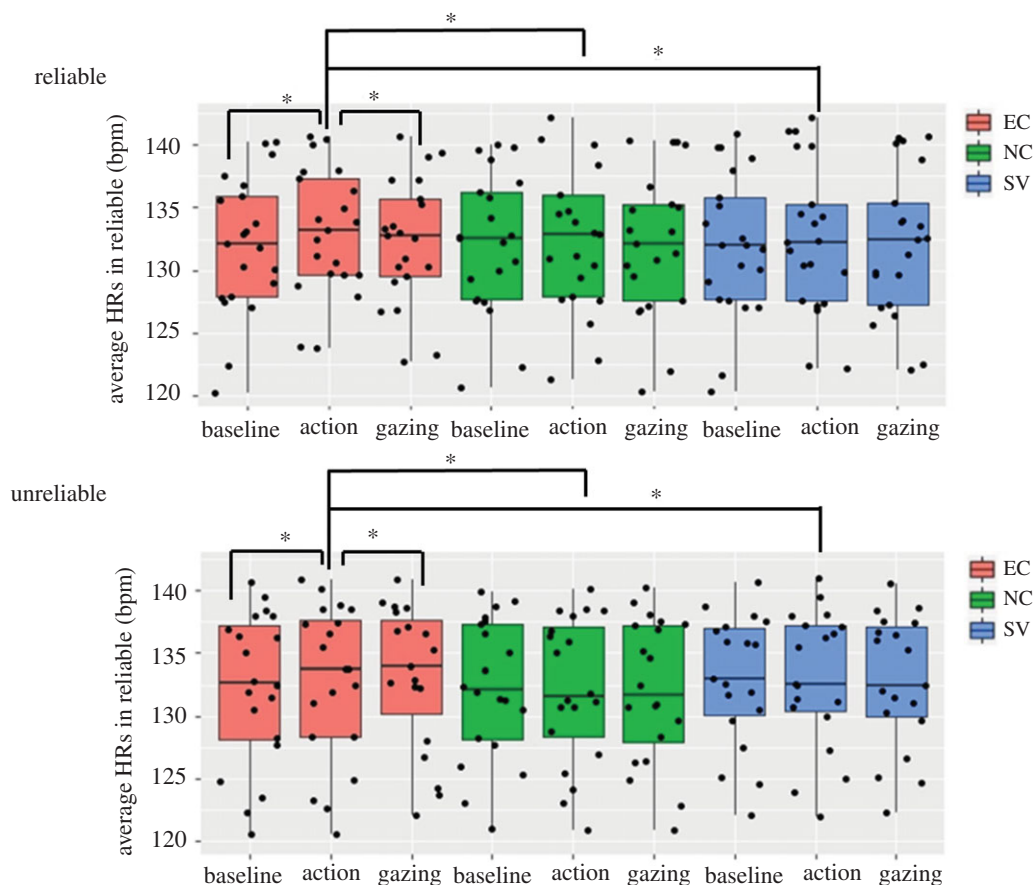 *
*
reliable
* *
average HRs in reliable (bpm)
140
135
130
125
120
baseline action gazing baseline action gazing baseline action gazing
EC
NC
SV
*
*
unreliable
* *
average HRs in reliable (bpm)
140
135
130
125
120
baseline action gazing baseline action gazing baseline action gazing
EC
NC
SV